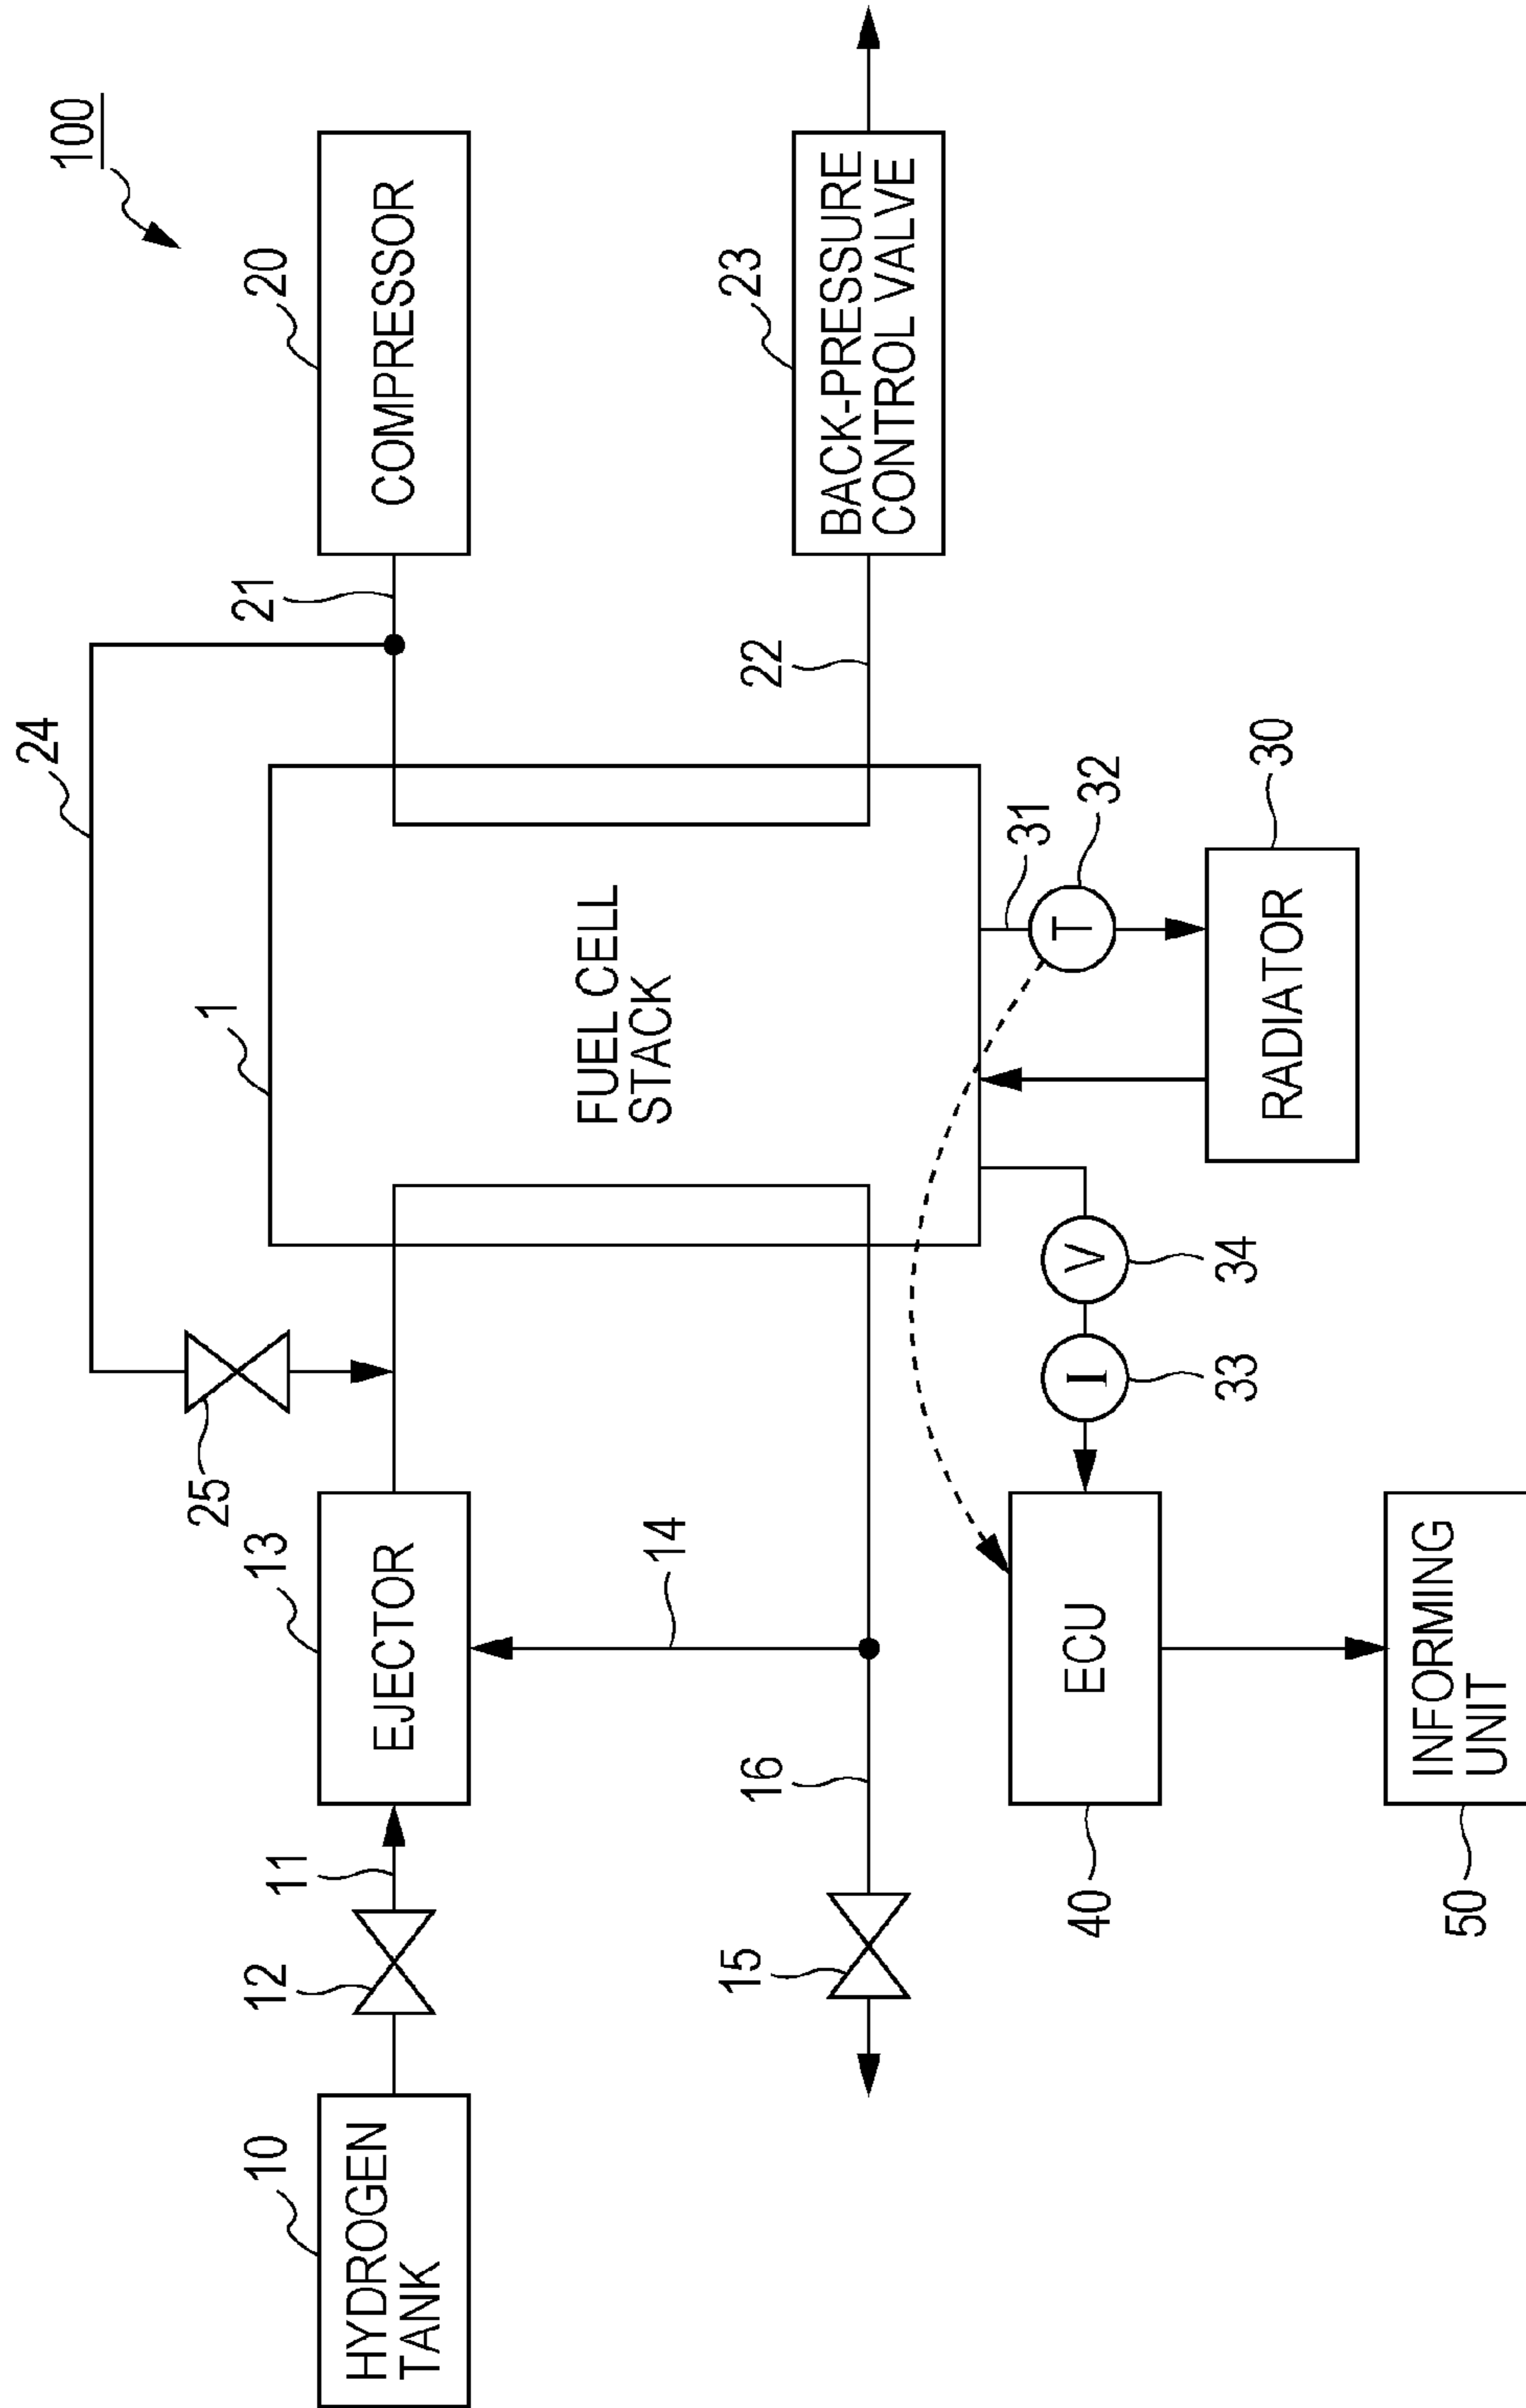 100
24
20
COMPRESSOR
21
1
25
13
EJECTOR
11
12
10
HYDROGEN
TANK
FUEL CELL
STACK
14
23
BACK-PRESSURE
CONTROL VALVE
22
16
15
31
T
32
30
RADIATOR
V
34
I
33
ECU
40
INFORMING
UNIT
50